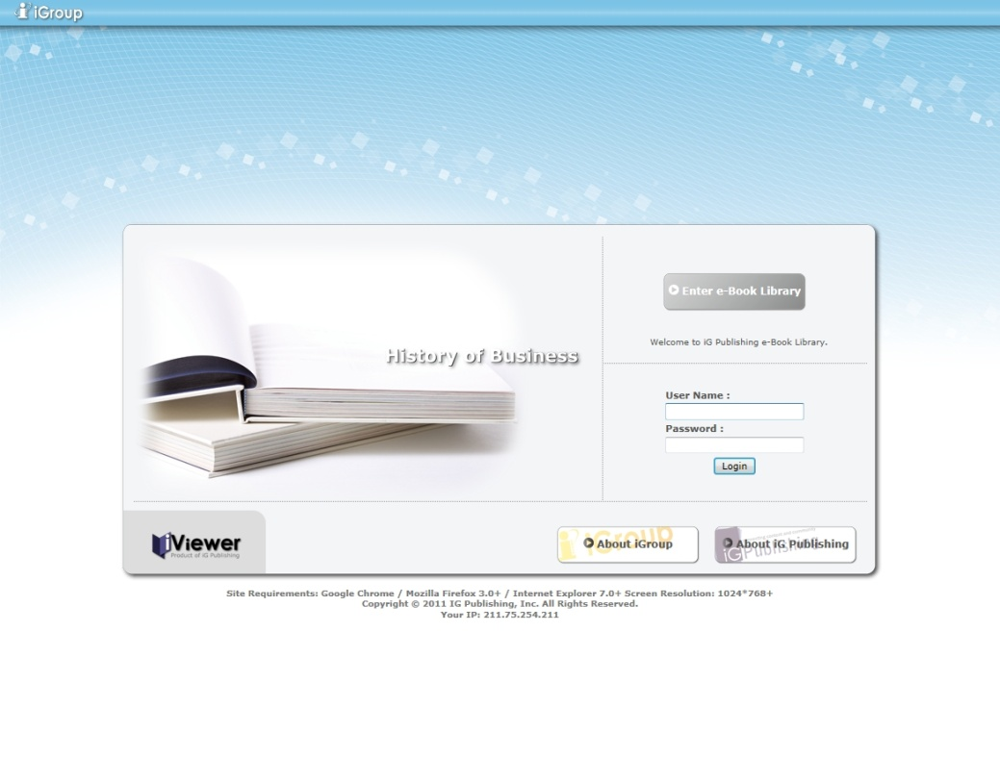 iGroup
Enter e-Book Library
Welcome to iG Publishing e-Book Library.
History of Business
User Name :
Password :
Login
iViewer
Product of iG Publishing
iGroup
About iGroup
iGPublishing
About iG Publishing
Site Requirements: Google Chrome / Mozilla Firefox 3.0+ / Internet Explorer 7.0+ Screen Resolution: 1024*768+
Copyright © 2011 IG Publishing, Inc. All Rights Reserved.
Your IP: 211.75.254.211